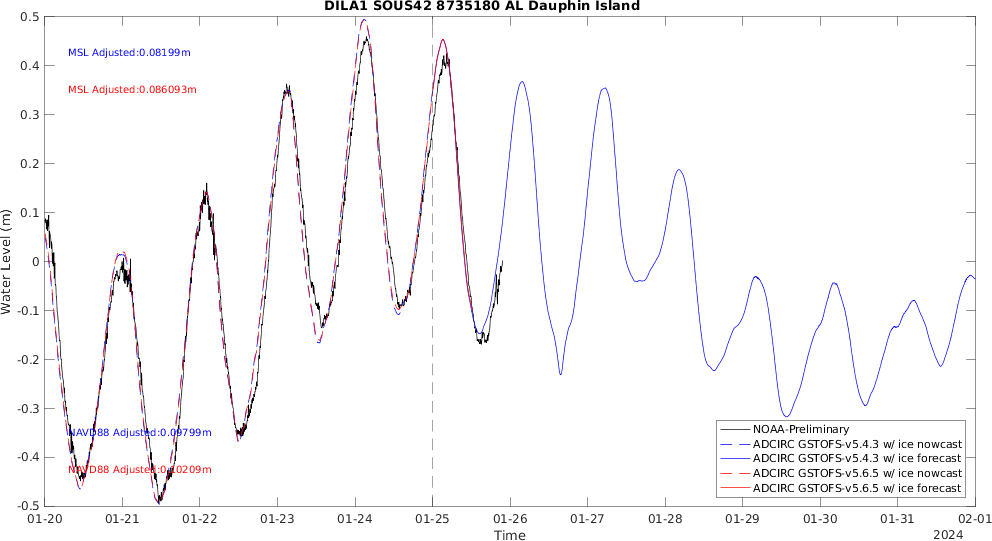 DILA1 SOUS42 8735180 AL Dauphin Island
0.5
0.4
0.3
0.2
0.1
0
-0.1
-0.2
-0.3
-0.4
-0.5
Water Level (m)
MSL Adjusted:0.08199m
MSL Adjusted:0.086093m
NAVD88 Adjusted:0.09799m
NAVD88 Adjusted:0.10209m
NOAA-Preliminary
ADCIRC GSTOFS-v5.4.3 w/ ice nowcast
ADCIRC GSTOFS-v5.4.3 w/ ice forecast
ADCIRC GSTOFS-v5.6.5 w/ ice nowcast
ADCIRC GSTOFS-v5.6.5 w/ ice forecast
01-20 01-21 01-22 01-23 01-24 01-25 01-26 01-27 01-28 01-29 01-30 01-31 02-01
Time
2024